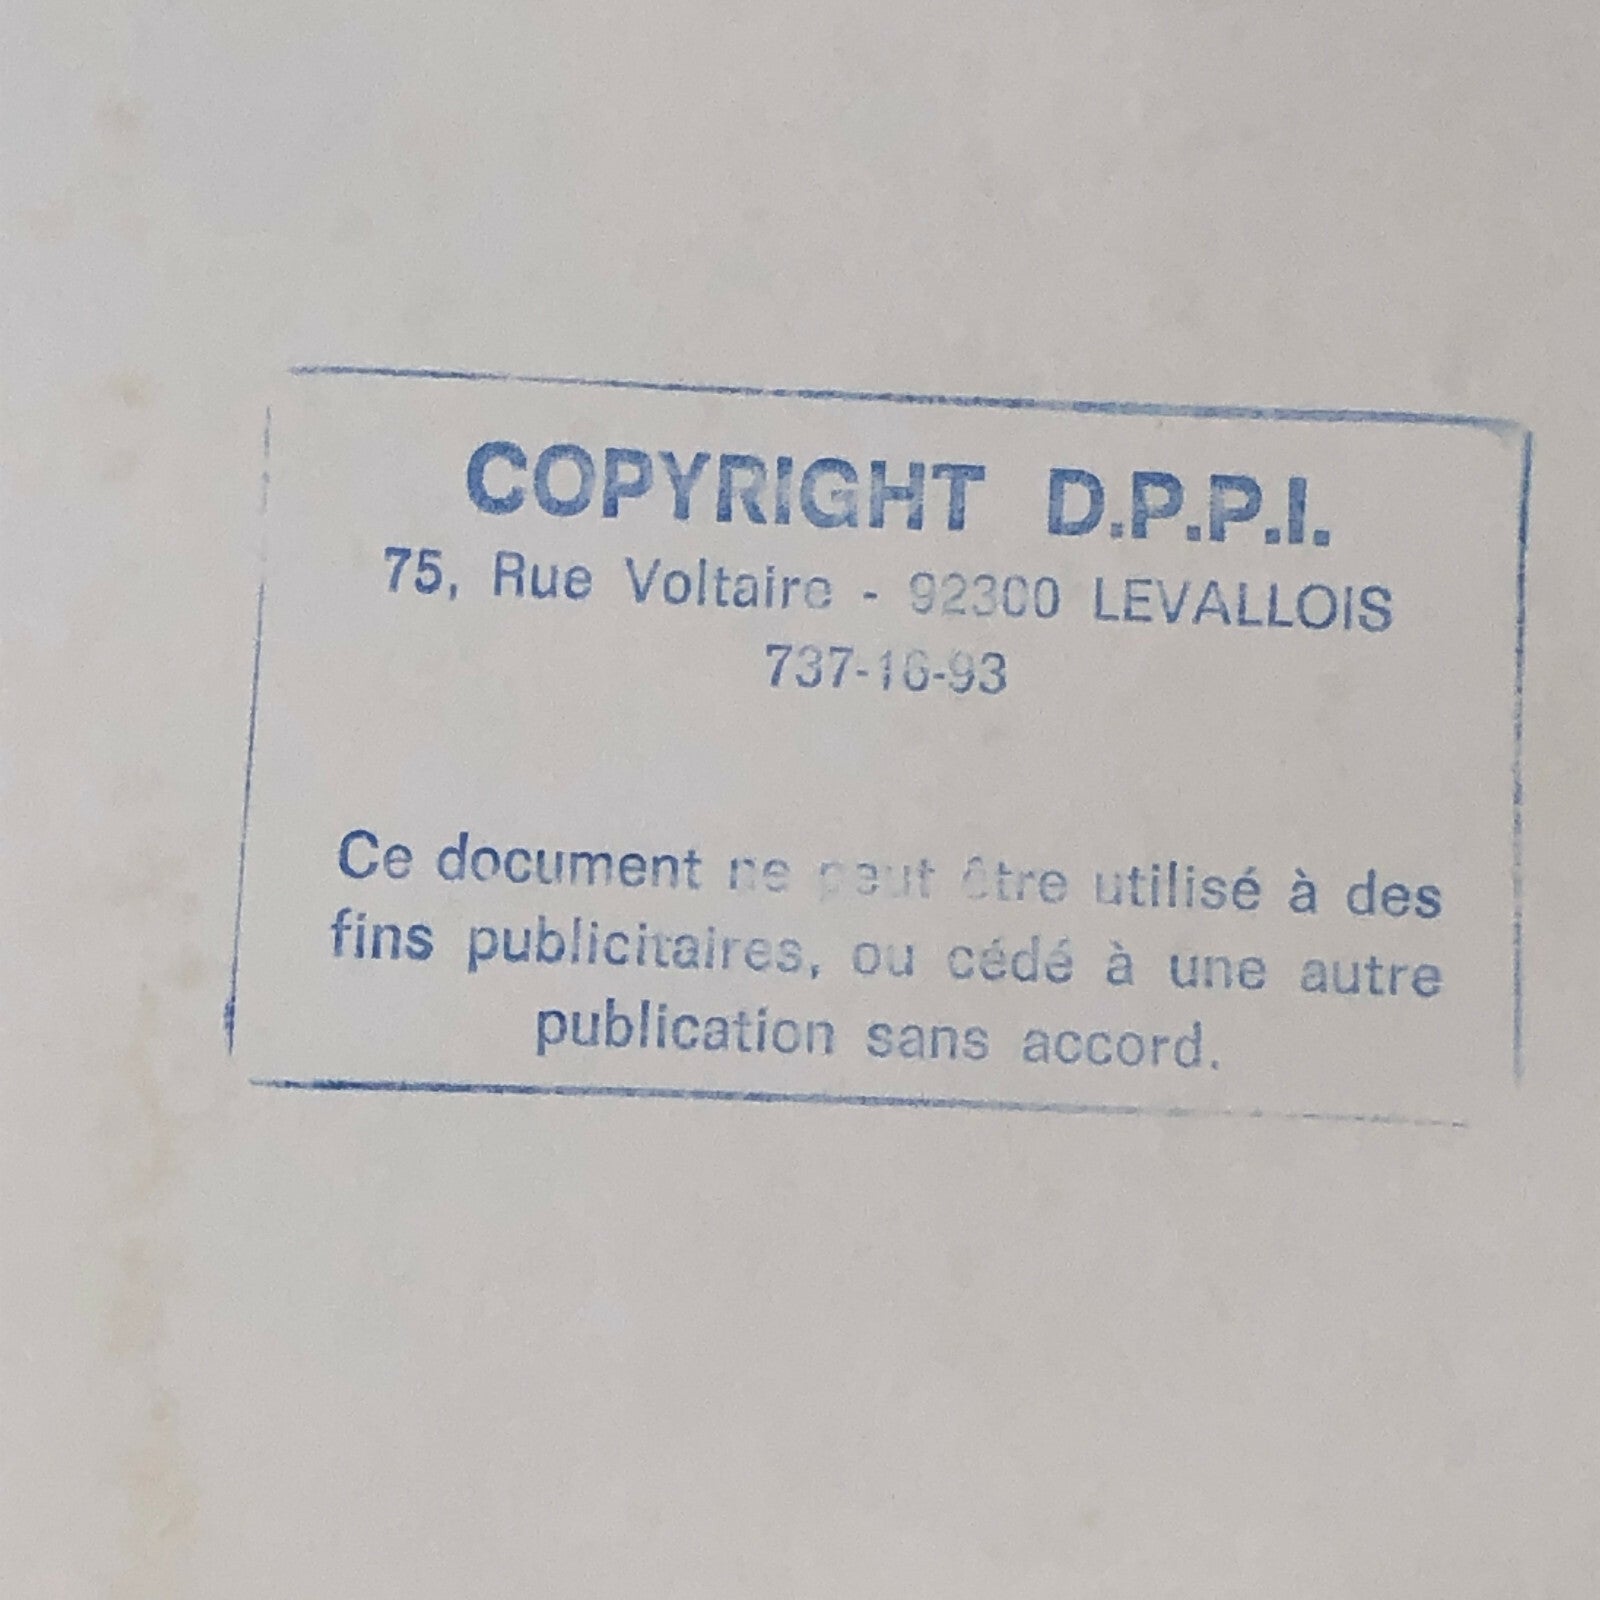 COPYRIGHT D.P.P.I.
75, Rue Voltaire - 92300 LEVALLOIS
737-16-93
Ce document ne peut être utilisé à des
fins publicitaires, ou cédé à une autre
publication sans accord.